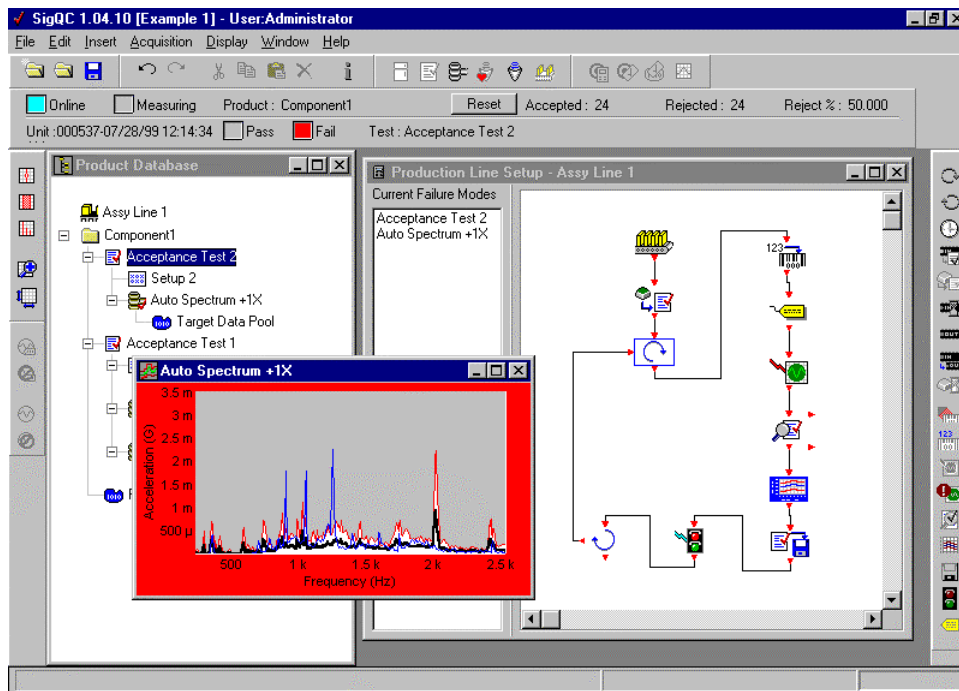 SigQC 1.04.10 [Example 1] - User:Administrator
File Edit Insert Acquisition Display Window Help
Online Measuring Product : Component1 Reset Accepted : 24 Rejected : 24 Reject % : 50.000
Unit :000537-07/28/99 12:14:34 Pass Fail Test : Acceptance Test 2
Product Database
Assy Line 1
Component1
Acceptance Test 2
Setup 2
Auto Spectrum +1X
Target Data Pool
Acceptance Test 1
Production Line Setup - Assy Line 1
Current Failure Modes
Acceptance Test 2
Auto Spectrum +1X
123
Auto Spectrum +1X
Acceleration (G)
3.5 m
3 m
2.5 m
2 m
1.5 m
1 m
500 µ
500 1 k 1.5 k 2 k 2.5 k
Frequency (Hz)
123